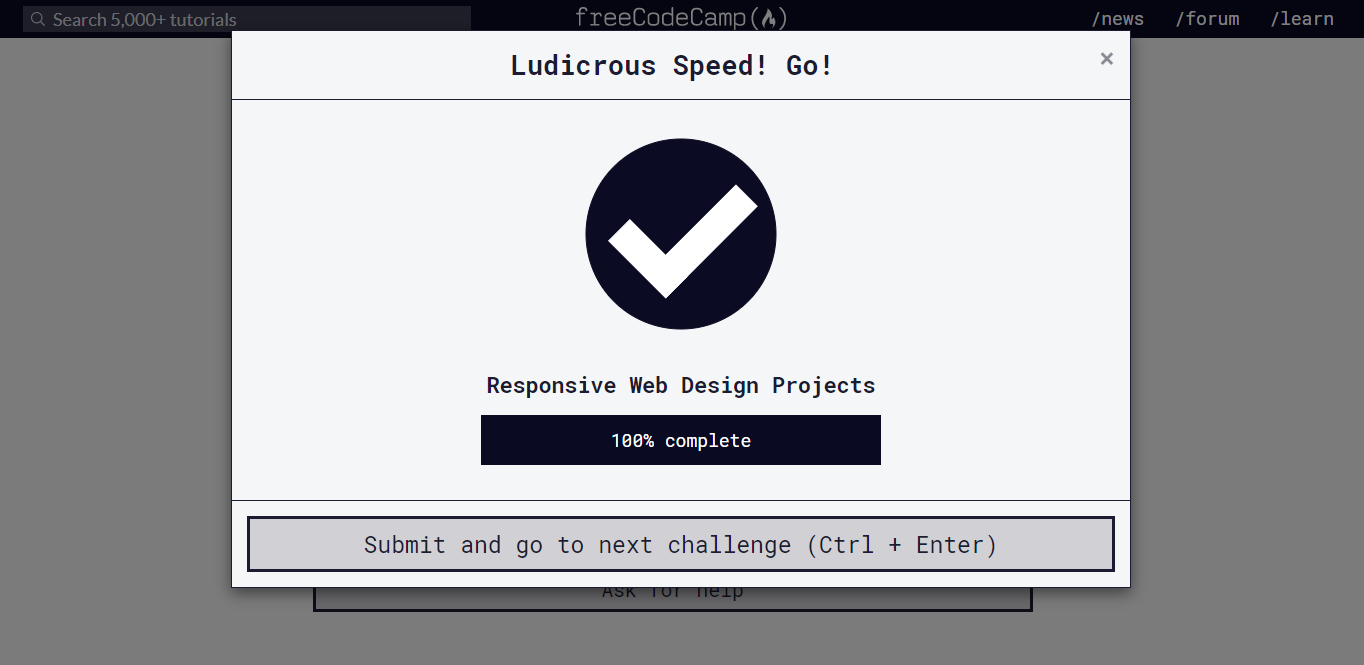 Search 5,000+ tutorials
freeCodeCamp
/news /forum /learn
Ludicrous Speed! Go!
×
Responsive Web Design Projects
100% complete
Submit and go to next challenge (Ctrl + Enter)
Ask for help